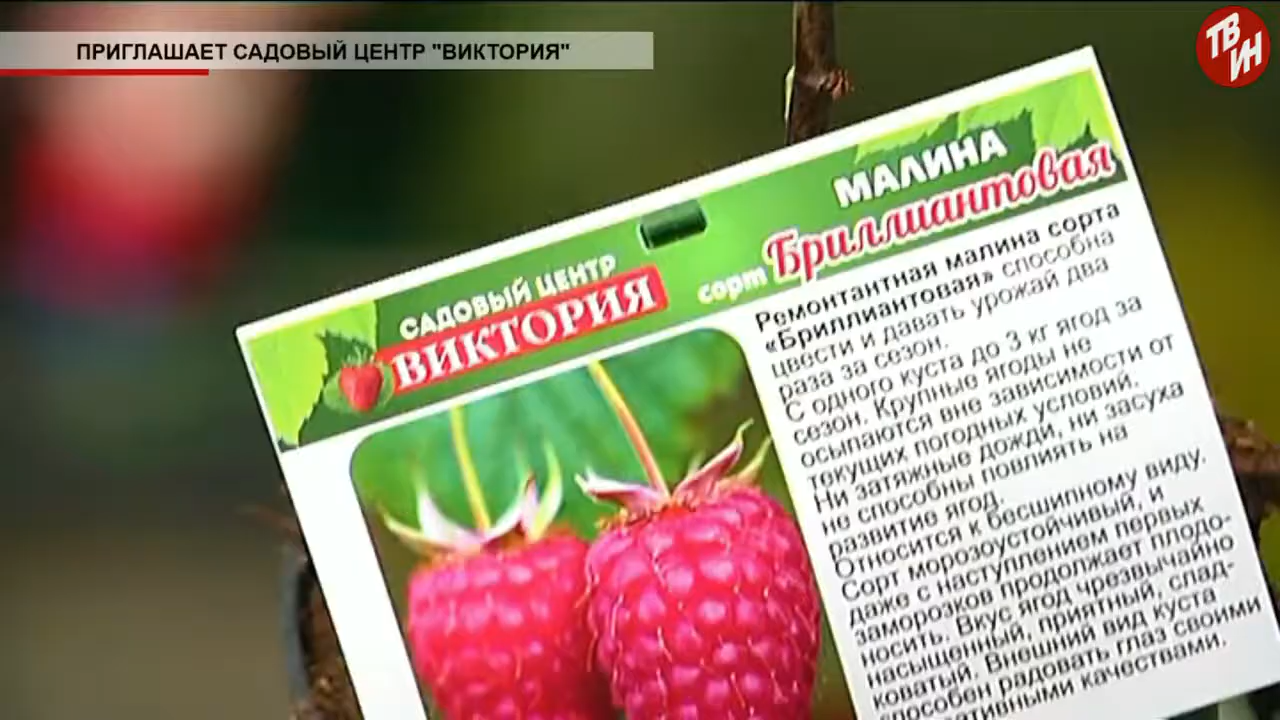 ПРИГЛАШАЕТ САДОВЫЙ ЦЕНТР "ВИКТОРИЯ"
ТВ
ИН
САДОВЫЙ ЦЕНТР
ВИКТОРИЯ
МАЛИНА
сорт Бриллиантовая
Ремонтантная малина сорта
«Бриллиантовая» способна
цвести и давать урожай два
раза за сезон.
С одного куста до 3 кг ягод за
сезон. Крупные ягоды не
осыпаются вне зависимости от
текущих погодных условий.
Ни затяжные дожди, ни засуха
не способны повлиять на
развитие ягод.
Относится к бесшипному виду.
Сорт морозоустойчивый, и
даже с наступлением первых
заморозков продолжает плодо-
носить. Вкус ягод чрезвычайно
насыщенный, приятный, слад-
коватый. Внешний вид куста
способен радовать глаз своими
качествами.